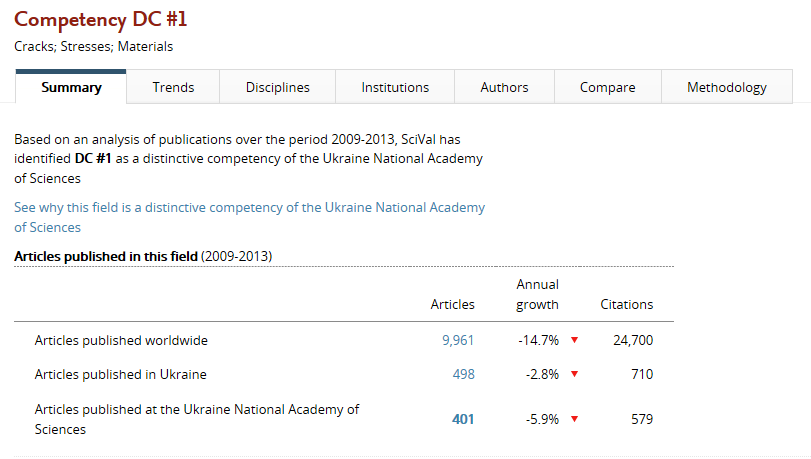 Competency DC #1
Cracks; Stresses; Materials
Summary Trends Disciplines Institutions Authors Compare Methodology
Based on an analysis of publications over the period 2009-2013, SciVal has
identified DC #1 as a distinctive competency of the Ukraine National Academy
of Sciences
See why this field is a distinctive competency of the Ukraine National Academy
of Sciences
Articles published in this field (2009-2013)
Articles Annual growth Citations
Articles published worldwide 9,961 -14.7% ▼ 24,700
Articles published in Ukraine 498 -2.8% ▼ 710
Articles published at the Ukraine National Academy of
Sciences 401 -5.9% ▼ 579